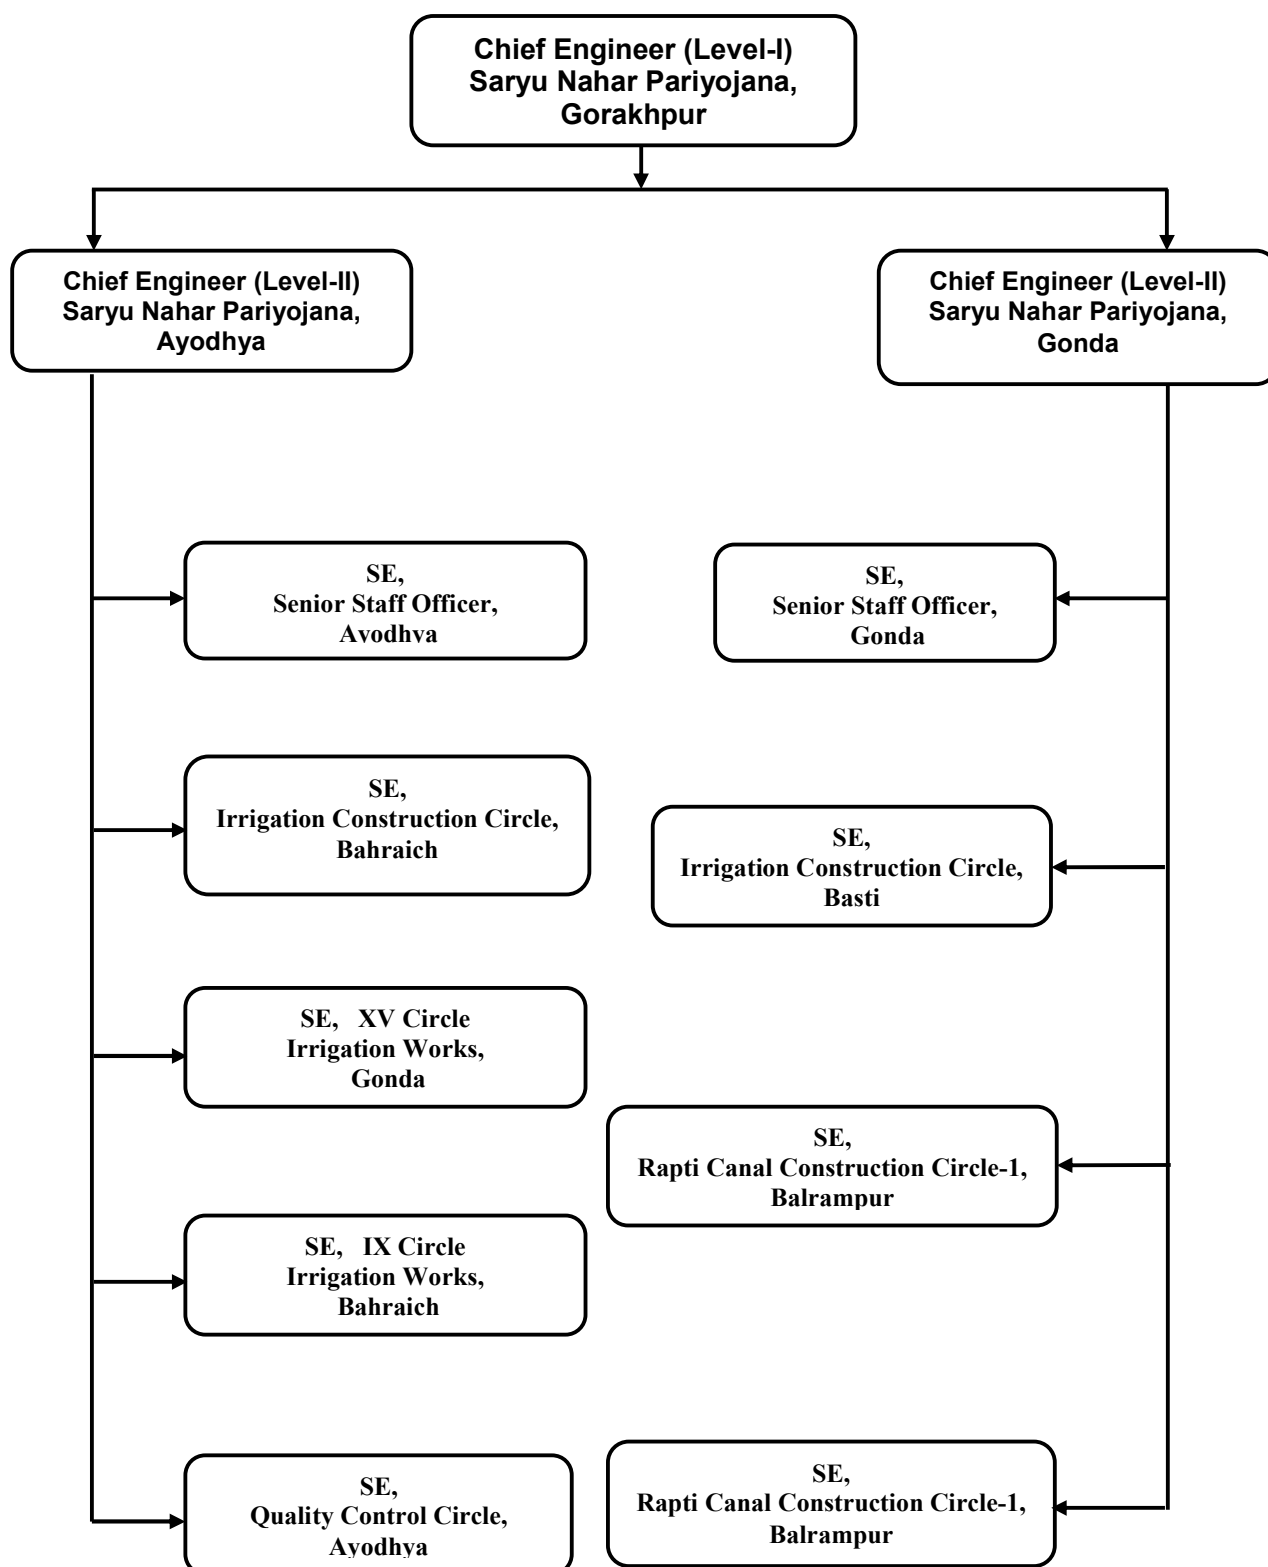 Chief Engineer (Level-I)
Saryu Nahar Pariyojana,
Gorakhpur
Chief Engineer (Level-II)
Saryu Nahar Pariyojana,
Ayodhya
Chief Engineer (Level-II)
Saryu Nahar Pariyojana,
Gonda
SE,
Senior Staff Officer,
Ayodhya
SE,
Irrigation Construction Circle,
Bahraich
SE, XV Circle
Irrigation Works,
Gonda
SE, IX Circle
Irrigation Works,
Bahraich
SE,
Quality Control Circle,
Ayodhya
SE,
Senior Staff Officer,
Gonda
SE,
Irrigation Construction Circle,
Basti
SE,
Rapti Canal Construction Circle-1,
Balrampur
SE,
Rapti Canal Construction Circle-1,
Balrampur